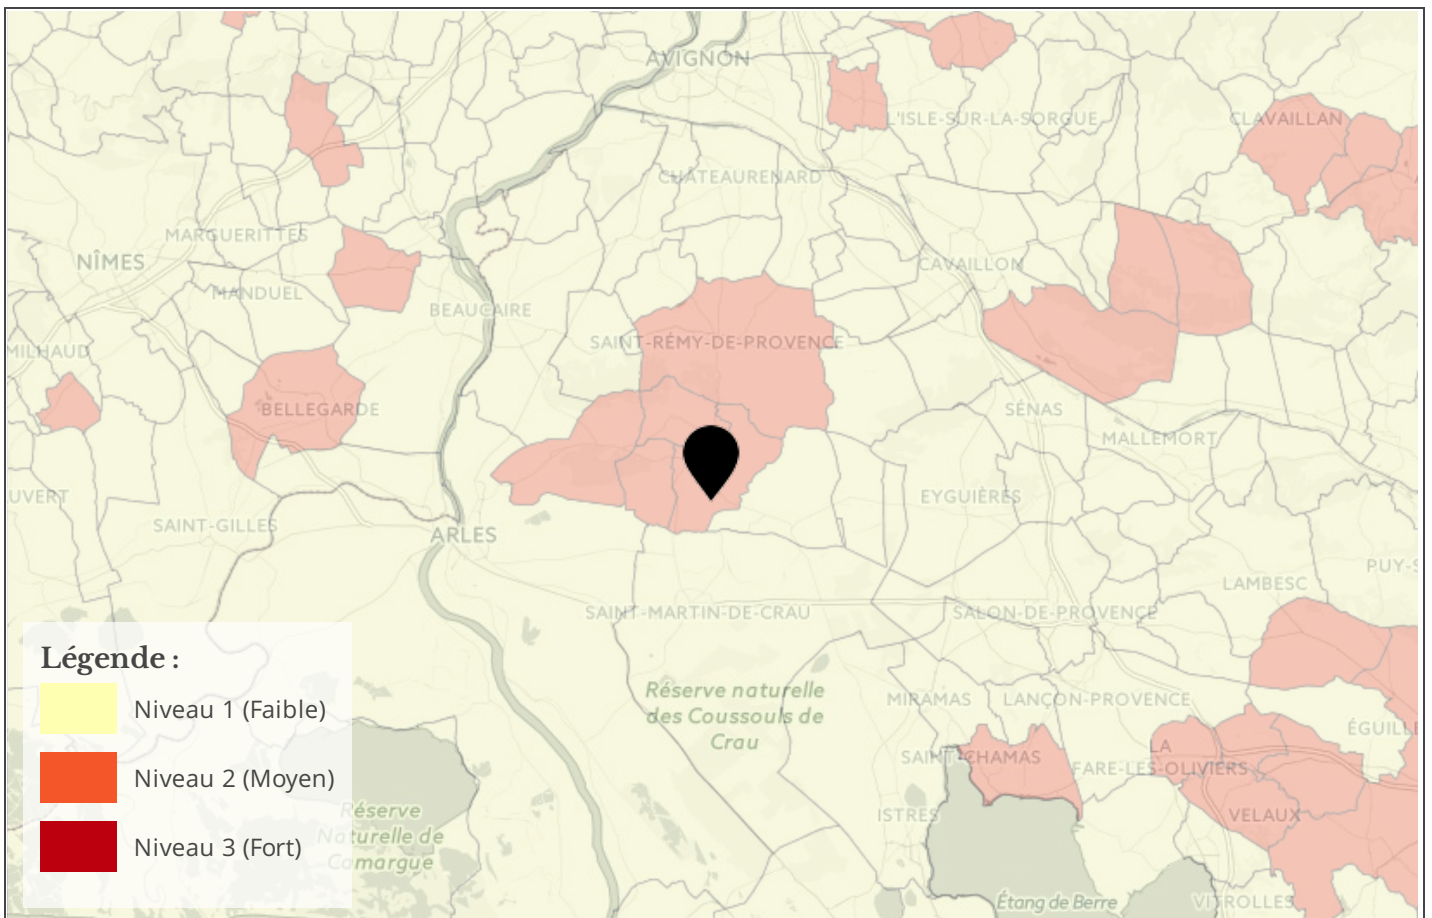 AVIGNON
L'ISLE-SUR-LA-SORGUE
CLAVAILLAN
CHÂTEAURENARD
MARGUERITTES
NÎMES
CAVAILLON
MANDUEL
BEAUCAIRE
SAINT-RÉMY-DE-PROVENCE
MILHAUD
BELLEGARDE
SÉNAS
MALLEMORT
UVERT
EYGUIÈRES
SAINT-GILLES
ARLES
PUY-S
LAMBESC
SAINT-MARTIN-DE-CRAU
SALON-DE-PROVENCE
Légende :
Niveau 1 (Faible)
Niveau 2 (Moyen)
Niveau 3 (Fort)
Réserve naturelle
des Coussouls de
Crau
MIRAMAS
LANÇON-PROVENCE
ÉGUILLE
SAINT-CHAMAS
LA
FARE-LES-OLIVIERS
ISTRES
VELAUX
Réserve
Naturelle de
Camargue
Étang de Berre
VITROLLES